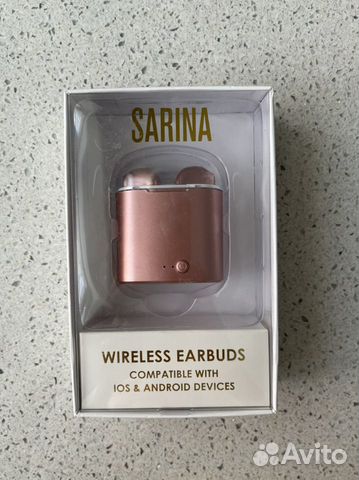 SARINA
WIRELESS EARBUDS
COMPATIBLE WITH
IOS & ANDROID DEVICES
Avito